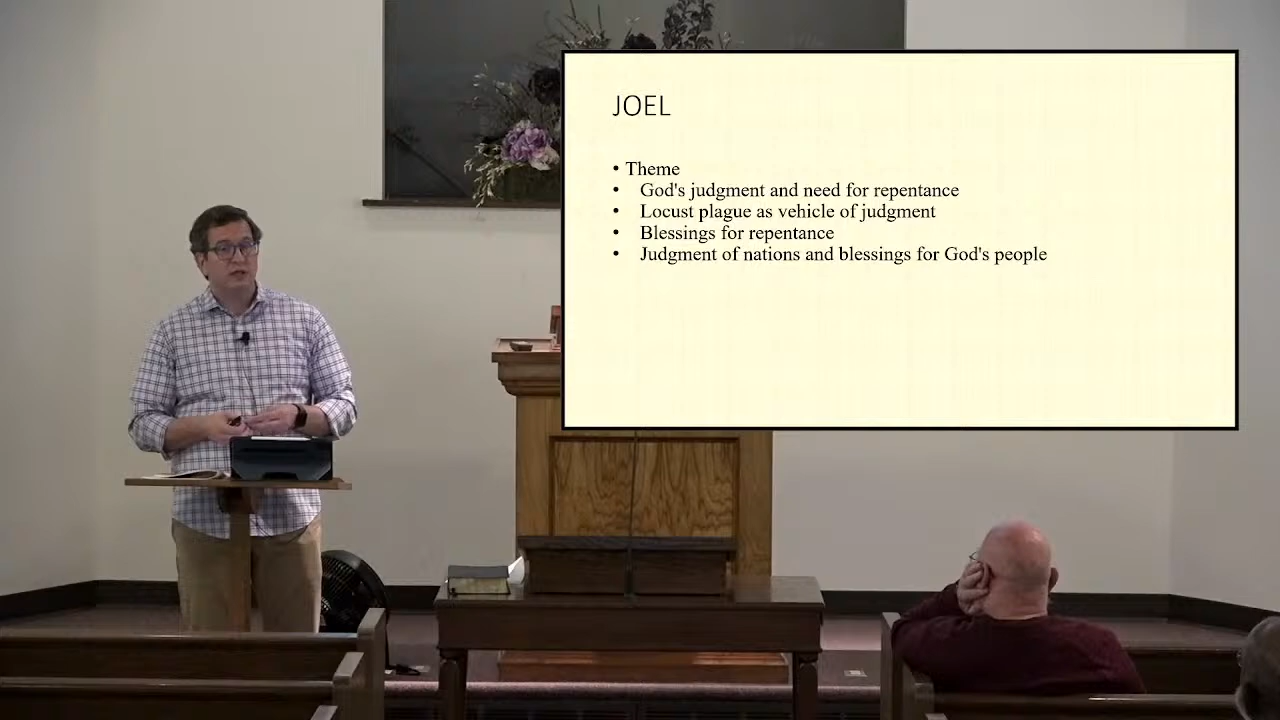 JOEL
• Theme
• God's judgment and need for repentance
• Locust plague as vehicle of judgment
• Blessings for repentance
• Judgment of nations and blessings for God's people